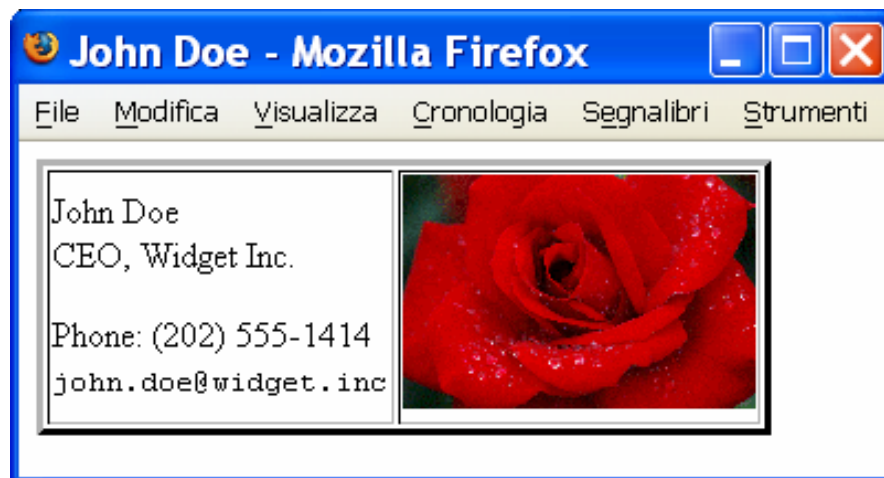 John Doe - Mozilla Firefox
File Modifica Visualizza Cronologia Segnalibri Strumenti
John Doe
CEO, Widget Inc.
Phone: (202) 555-1414
john.doe@widget.inc